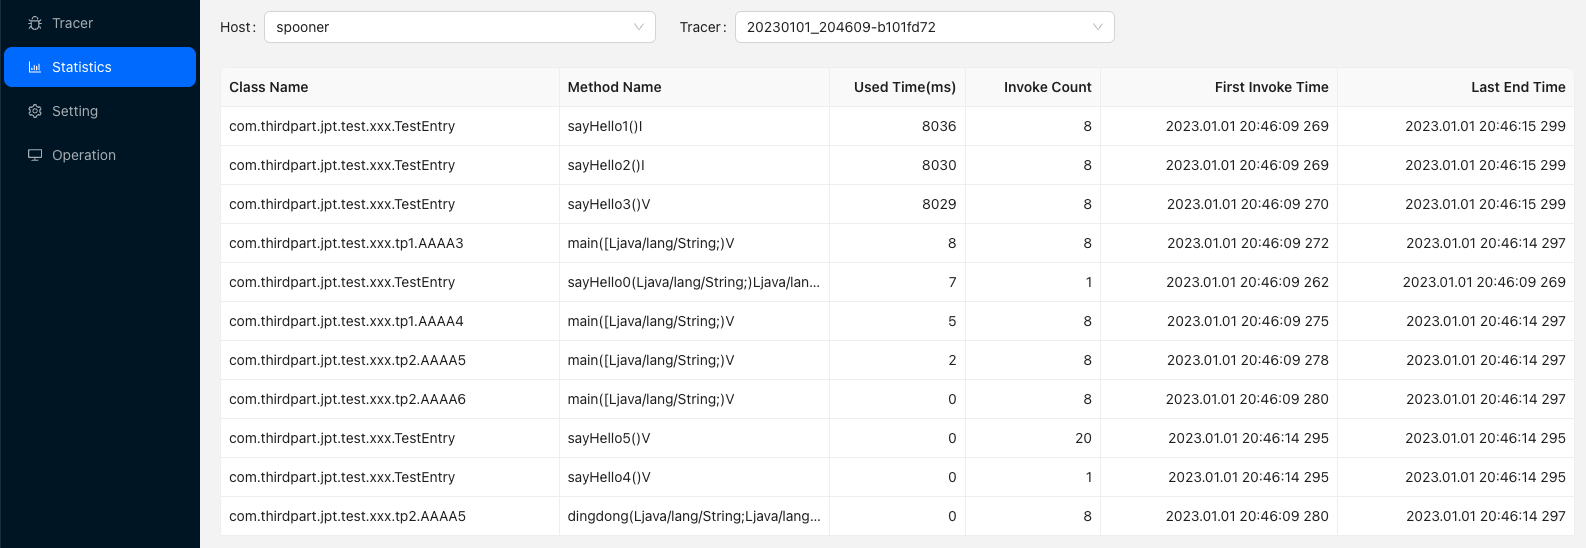 Tracer
Statistics
Setting
Operation
Host: spooner Tracer: 20230101_204609-b101fd72
Class Name Method Name Used Time(ms) Invoke Count First Invoke Time Last End Time
com.thirdpart.jpt.test.xxx.TestEntry sayHello1()I 8036 8 2023.01.01 20:46:09 269 2023.01.01 20:46:15 299
com.thirdpart.jpt.test.xxx.TestEntry sayHello2()I 8030 8 2023.01.01 20:46:09 269 2023.01.01 20:46:15 299
com.thirdpart.jpt.test.xxx.TestEntry sayHello3()V 8029 8 2023.01.01 20:46:09 270 2023.01.01 20:46:15 299
com.thirdpart.jpt.test.xxx.tp1.AAAA3 main([Ljava/lang/String;)V 8 8 2023.01.01 20:46:09 272 2023.01.01 20:46:14 297
com.thirdpart.jpt.test.xxx.TestEntry sayHello0(Ljava/lang/String;)Ljava/lan... 7 1 2023.01.01 20:46:09 262 2023.01.01 20:46:09 269
com.thirdpart.jpt.test.xxx.tp1.AAAA4 main([Ljava/lang/String;)V 5 8 2023.01.01 20:46:09 275 2023.01.01 20:46:14 297
com.thirdpart.jpt.test.xxx.tp2.AAAA5 main([Ljava/lang/String;)V 2 8 2023.01.01 20:46:09 278 2023.01.01 20:46:14 297
com.thirdpart.jpt.test.xxx.tp2.AAAA6 main([Ljava/lang/String;)V 0 8 2023.01.01 20:46:09 280 2023.01.01 20:46:14 297
com.thirdpart.jpt.test.xxx.TestEntry sayHello5()V 0 20 2023.01.01 20:46:14 295 2023.01.01 20:46:14 295
com.thirdpart.jpt.test.xxx.TestEntry sayHello4()V 0 1 2023.01.01 20:46:14 295 2023.01.01 20:46:14 295
com.thirdpart.jpt.test.xxx.tp2.AAAA5 dingdong(Ljava/lang/String;Ljava/lang... 0 8 2023.01.01 20:46:09 280 2023.01.01 20:46:14 297